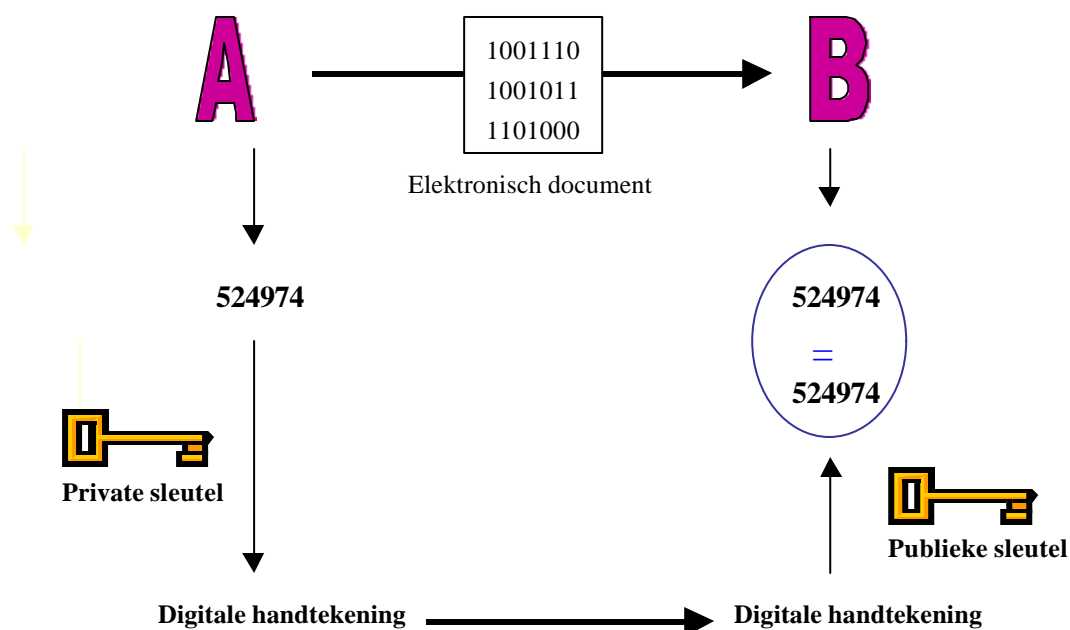 A
B
1001110
1001011
1101000
Elektronisch document
524974
524974
=
524974
Private sleutel
Publieke sleutel
Digitale handtekening
Digitale handtekening